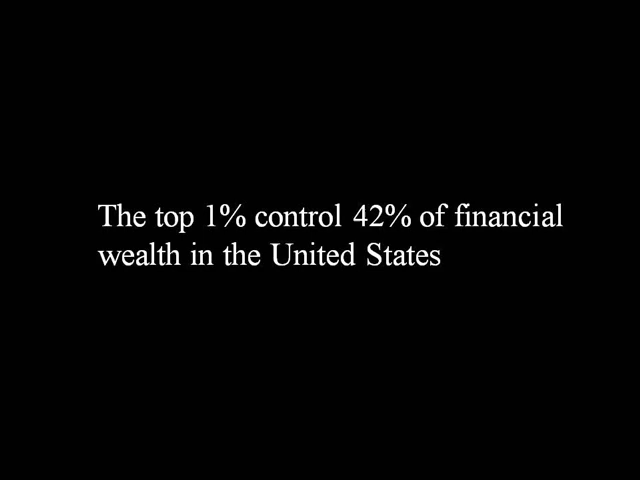 The top 1% control 42% of financial
wealth in the United States